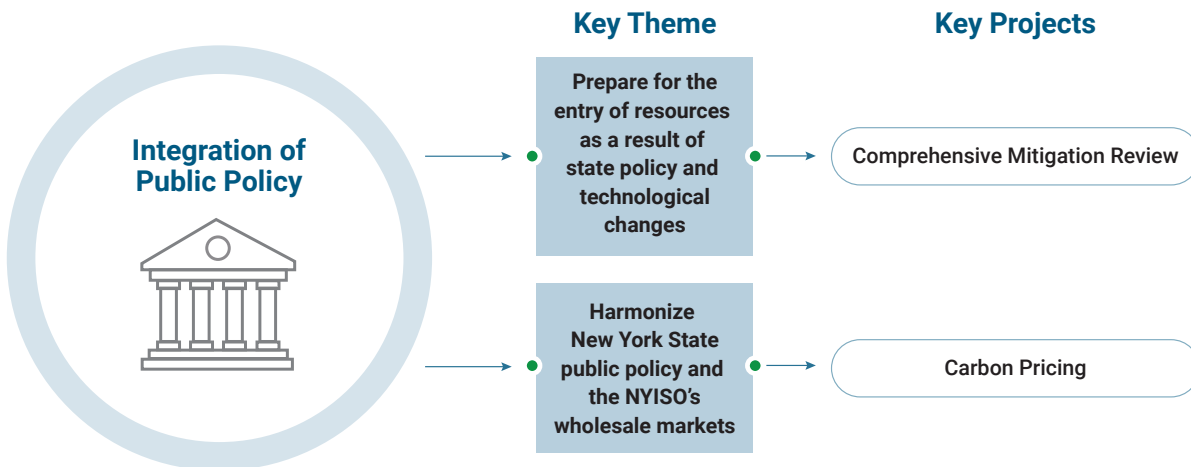 Key Theme
Key Projects
Integration of
Public Policy
Prepare for the
entry of resources
as a result of
state policy and
technological
changes
Comprehensive Mitigation Review
Harmonize
New York State
public policy and
the NYISO’s
wholesale markets
Carbon Pricing